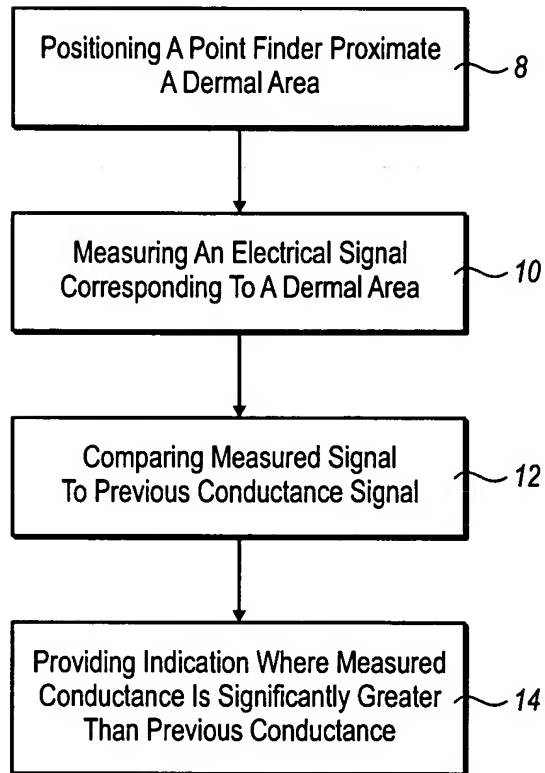 Positioning A Point Finder Proximate
A Dermal Area
8
Measuring An Electrical Signal
Corresponding To A Dermal Area
10
Comparing Measured Signal
To Previous Conductance Signal
12
Providing Indication Where Measured
Conductance Is Significantly Greater
Than Previous Conductance
14